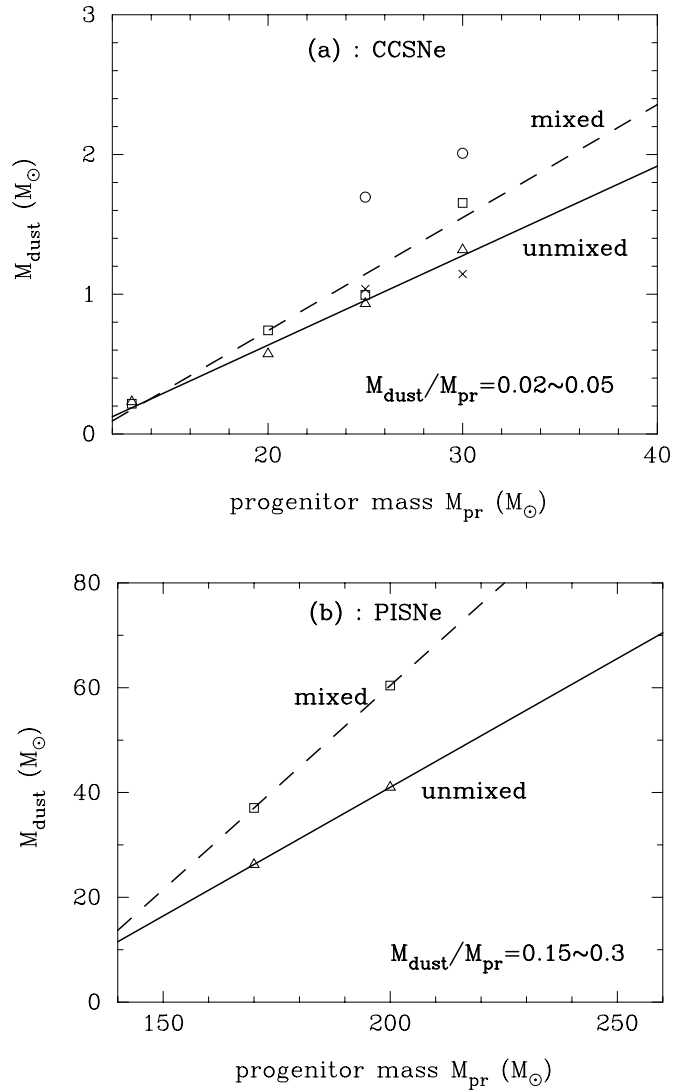 3
(a) : CCSNe
mixed
2
M_dust (M_⊙)
unmixed
1
M_dust/M_pr=0.02~0.05
0
20 30 40
progenitor mass M_pr (M_⊙)
80
(b) : PISNe
60
mixed
M_dust (M_⊙)
40
unmixed
20
M_dust/M_pr=0.15~0.3
0
150 200 250
progenitor mass M_pr (M_⊙)